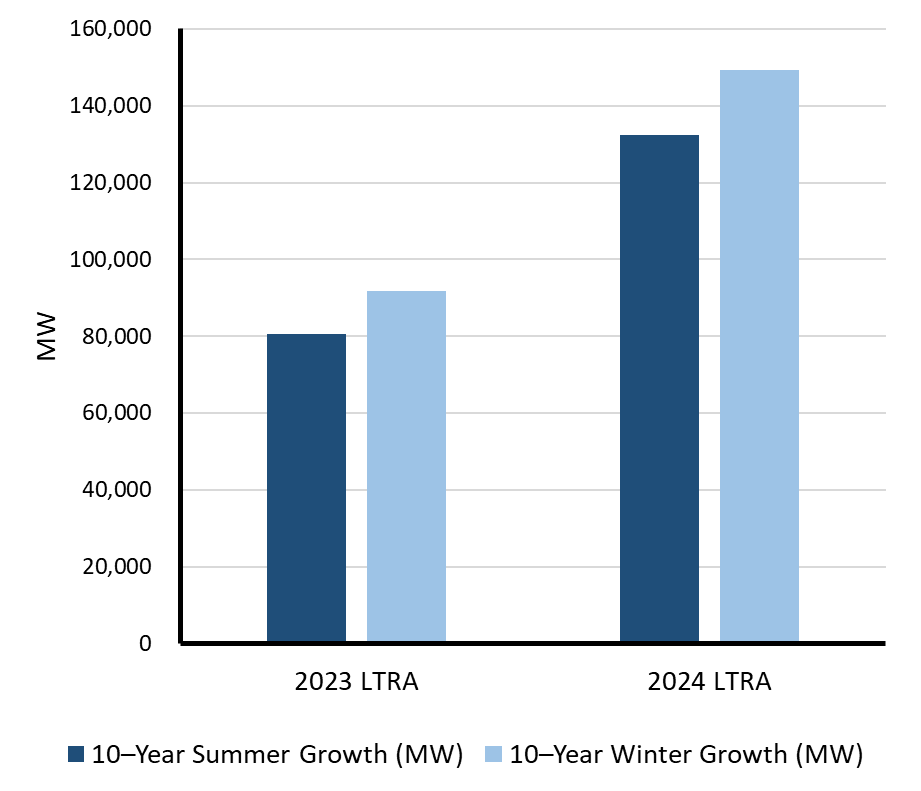 160,000
140,000
120,000
100,000
80,000
60,000
40,000
20,000
0
MW
2023 LTRA
2024 LTRA
10–Year Summer Growth (MW)
10–Year Winter Growth (MW)